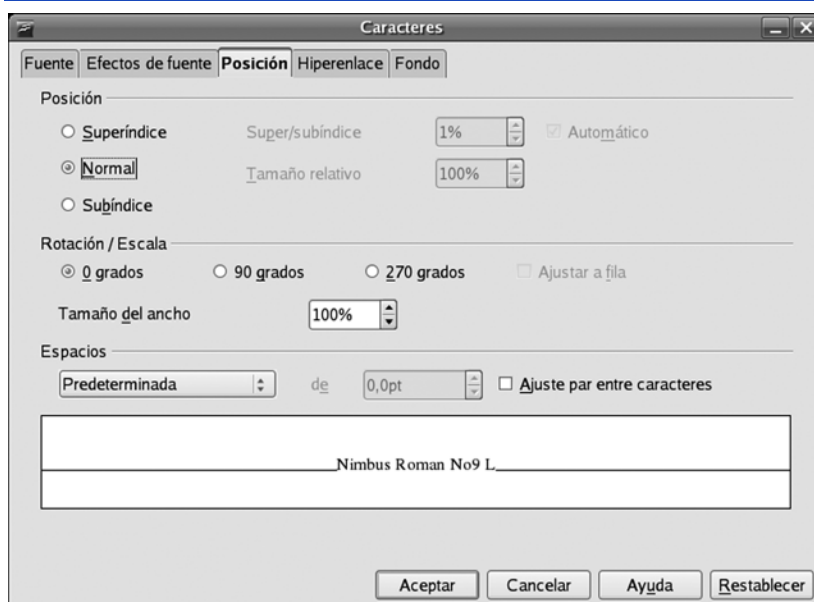 Caracteres
Fuente Efectos de fuente Posición Hiperenlace Fondo
Posición
Superíndice Super/subíndice 1% Automático
Normal Tamaño relativo 100%
Subíndice
Rotación / Escala
0 grados 90 grados 270 grados Ajustar a fila
Tamaño del ancho 100%
Espacios
Predeterminada de 0,0pt Ajuste par entre caracteres
Nimbus Roman No9 L
Aceptar Cancelar Ayuda Restablecer